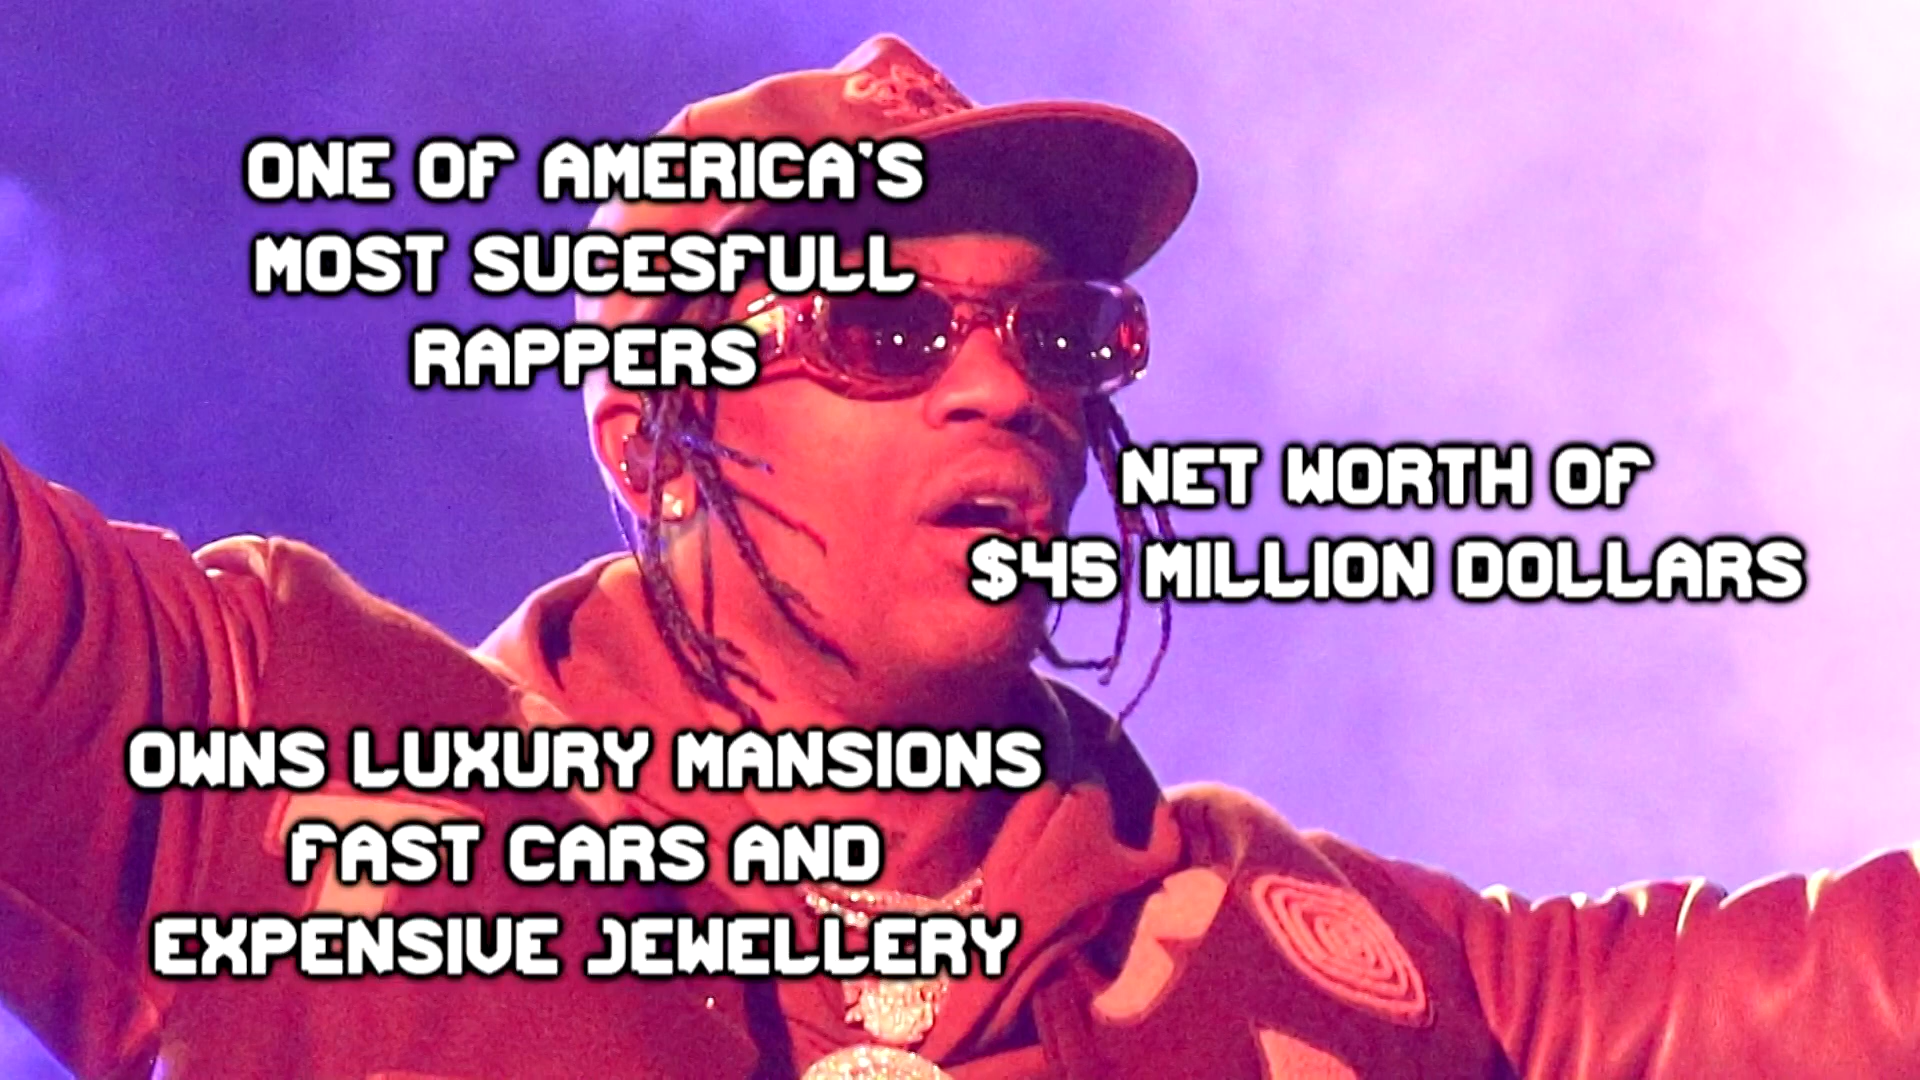 ONE OF AMERICA'S
MOST SUCESFULL
RAPPERS
NET WORTH OF
$45 MILLION DOLLARS
OWNS LUXURY MANSIONS
FAST CARS AND
EXPENSIVE JEWELLERY